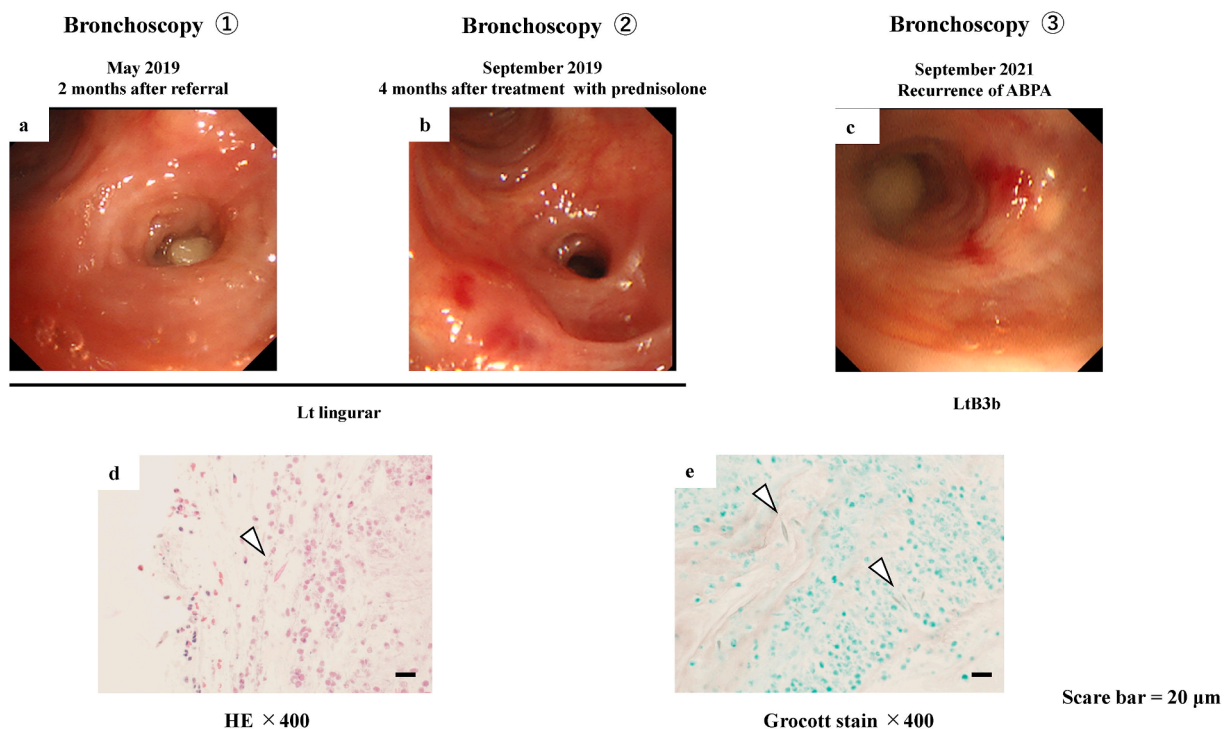 Bronchoscopy ①
May 2019
2 months after referral
a
Bronchoscopy ②
September 2019
4 months after treatment with prednisolone
b
Bronchoscopy ③
September 2021
Recurrence of ABPA
c
Lt lingurar
LtB3b
d
HE ×400
e
Grocott stain ×400
Scare bar = 20 μm